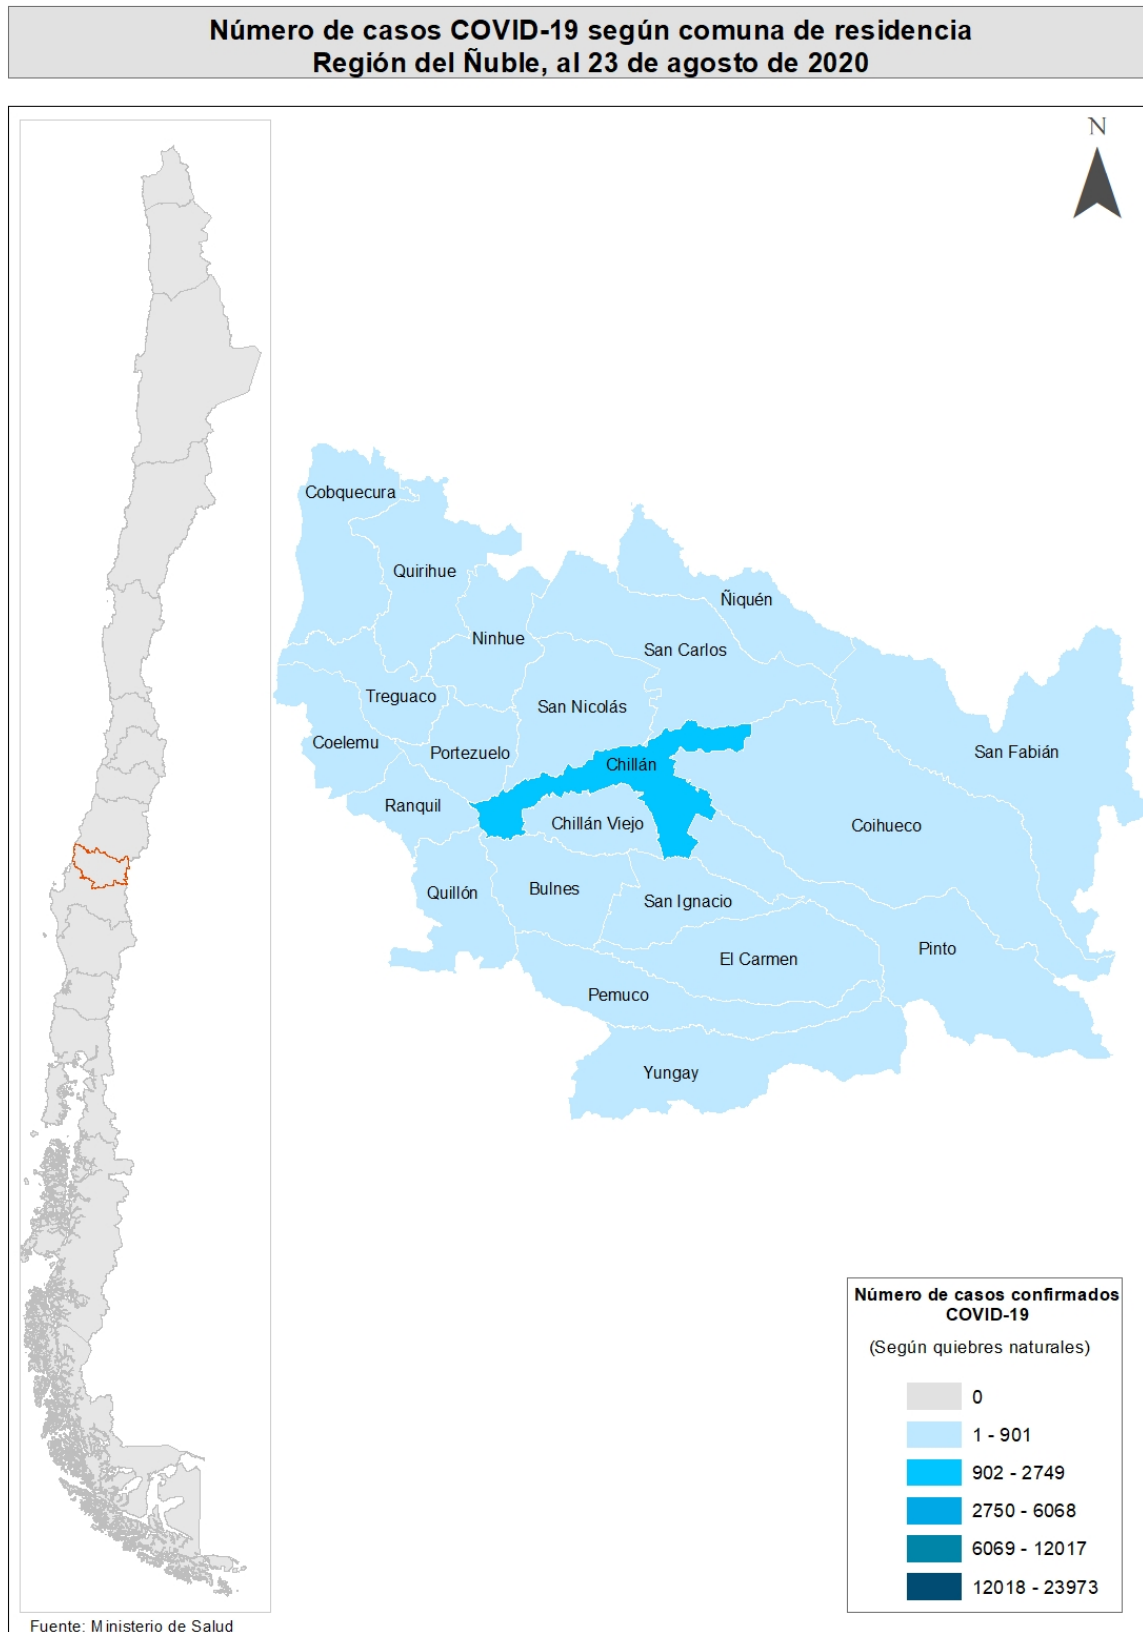 Número de casos COVID-19 según comuna de residencia
Región del Ñuble, al 23 de agosto de 2020
N
Cobquecura
Quirihue
Ñiquén
Ninhue
San Carlos
Treguaco
San Nicolás
Coelemu
Portezuelo
San Fabián
Chillán
Ranquil
Chillán Viejo
Coihueco
Quillón
Bulnes
San Ignacio
Pinto
El Carmen
Pemuco
Yungay
Número de casos confirmados
COVID-19
(Según quiebres naturales)
0
1 - 901
902 - 2749
2750 - 6068
6069 - 12017
12018 - 23973
Fuente: Ministerio de Salud